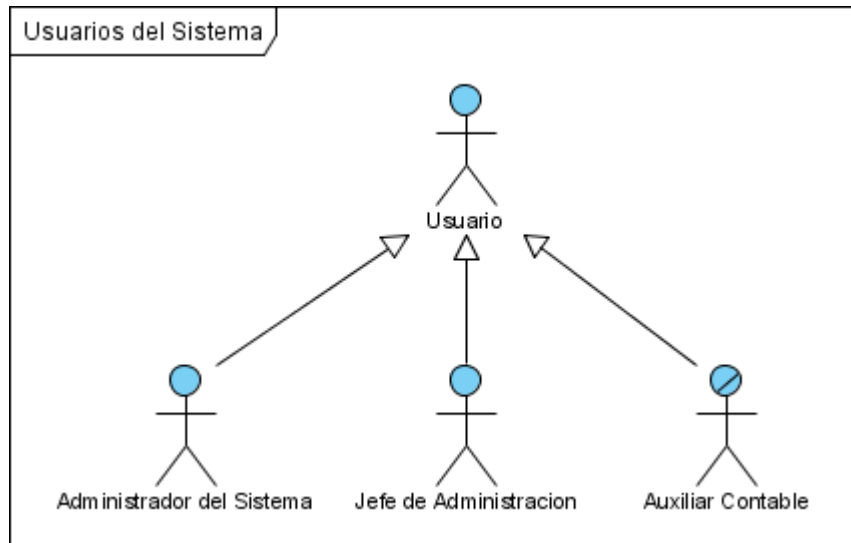 Usuarios del Sistema
Usuario
Administrador del Sistema
Jefe de Administracion
Auxiliar Contable